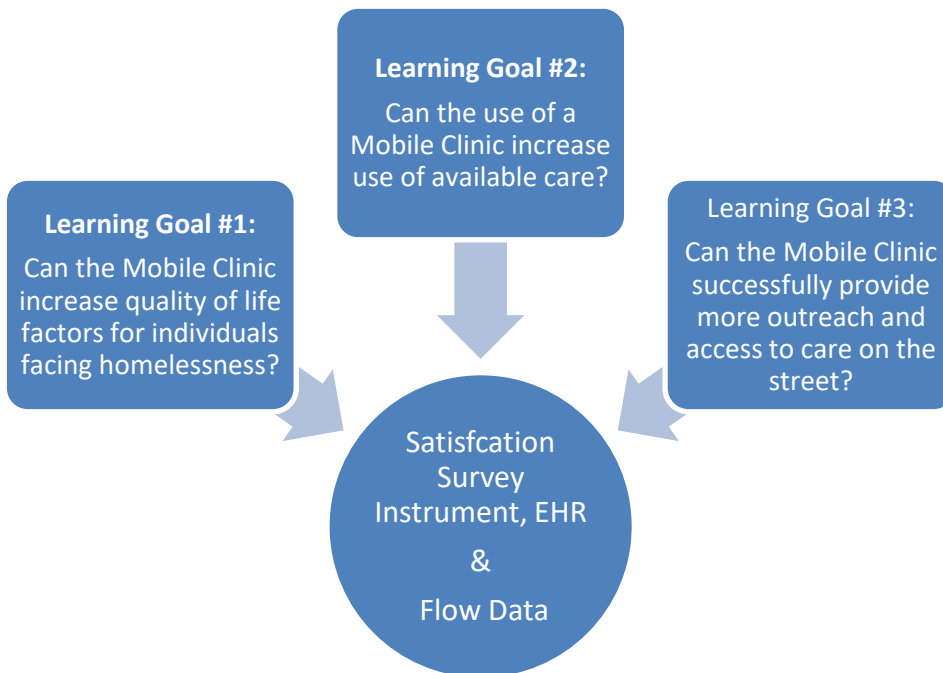 Learning Goal #1:
Can the Mobile Clinic
increase quality of life
factors for individuals
facing homelessness?
Learning Goal #2:
Can the use of a
Mobile Clinic increase
use of available care?
Learning Goal #3:
Can the Mobile Clinic
successfully provide
more outreach and
access to care on the
street?
Satisfcation
Survey
Instrument, EHR
&
Flow Data